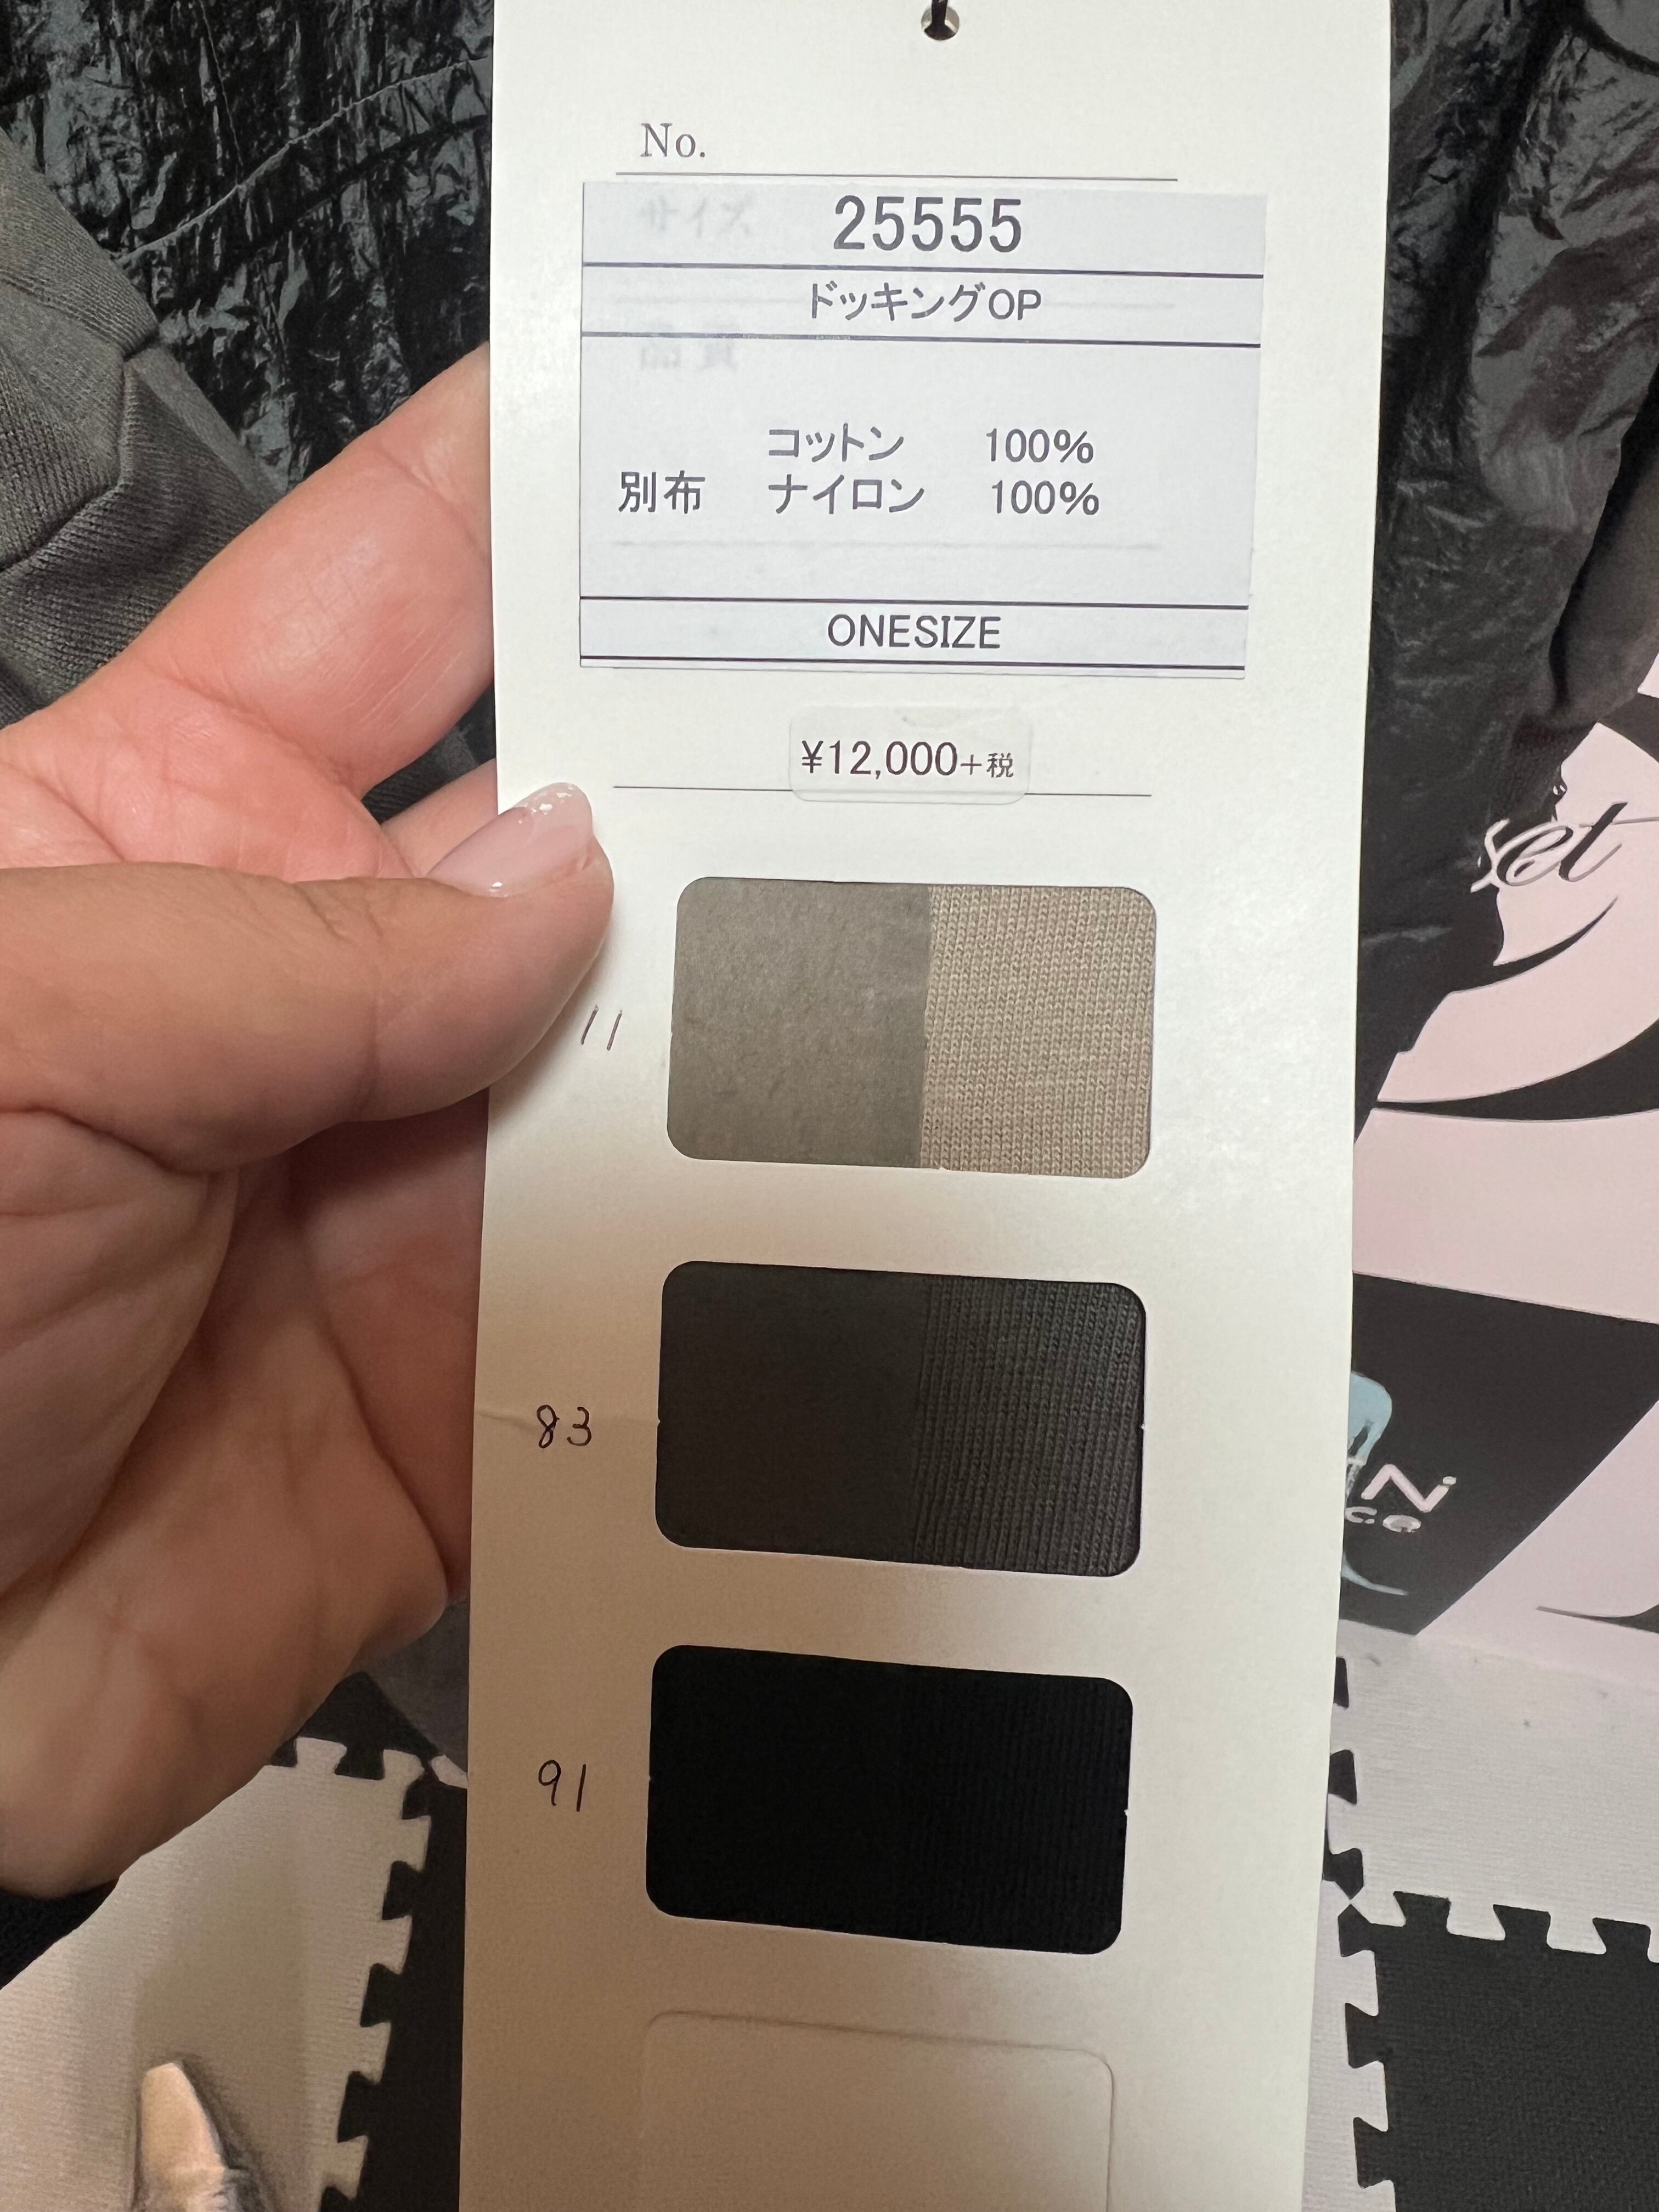 No.
サイズ
25555
ドッキングOP
品質
コットン 100%
別布 ナイロン 100%
ONESIZE
¥12,000+税
11
83
91